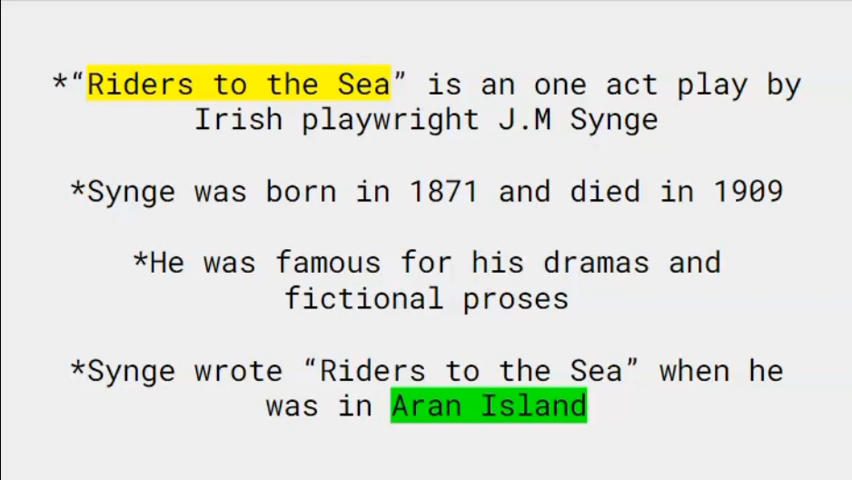 *“Riders to the Sea” is an one act play by
Irish playwright J.M Synge
*Synge was born in 1871 and died in 1909
*He was famous for his dramas and
fictional proses
*Synge wrote “Riders to the Sea” when he
was in Aran Island